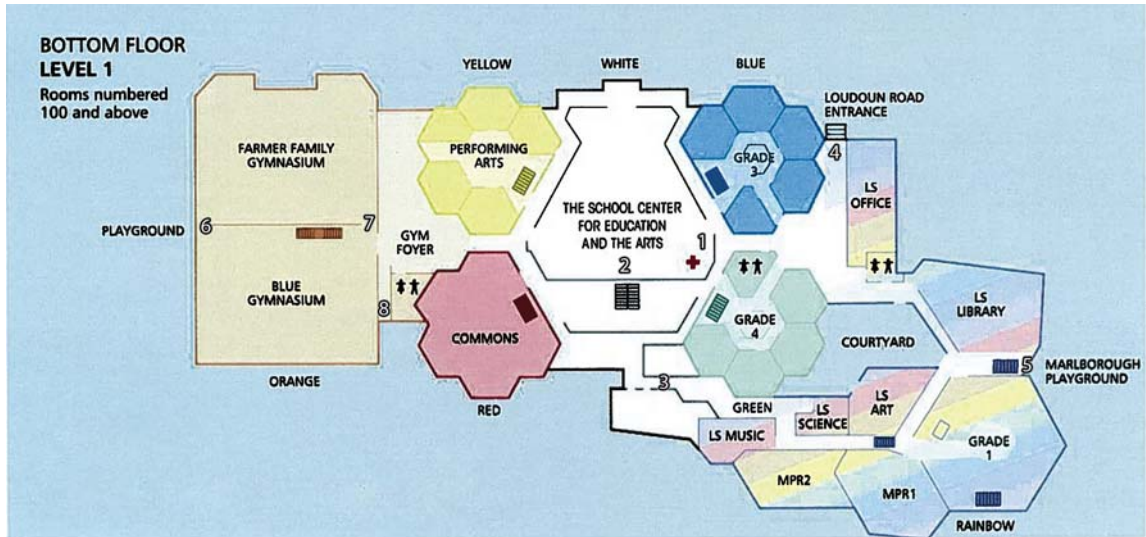 BOTTOM FLOOR
LEVEL 1
Rooms numbered
100 and above
YELLOW
WHITE
BLUE
LOUDOUN ROAD
ENTRANCE
4
FARMER FAMILY
GYMNASIUM
PERFORMING
ARTS
GRADE
3
LS
OFFICE
THE SCHOOL CENTER
FOR EDUCATION
AND THE ARTS
PLAYGROUND
6
7
GYM
FOYER
1
2
BLUE
GYMNASIUM
8
COMMONS
GRADE
4
LS
LIBRARY
COURTYARD
5
MARLBOROUGH
PLAYGROUND
ORANGE
RED
3
GREEN
LS
ART
LS
SCIENCE
LS MUSIC
GRADE
1
MPR2
MPR1
RAINBOW